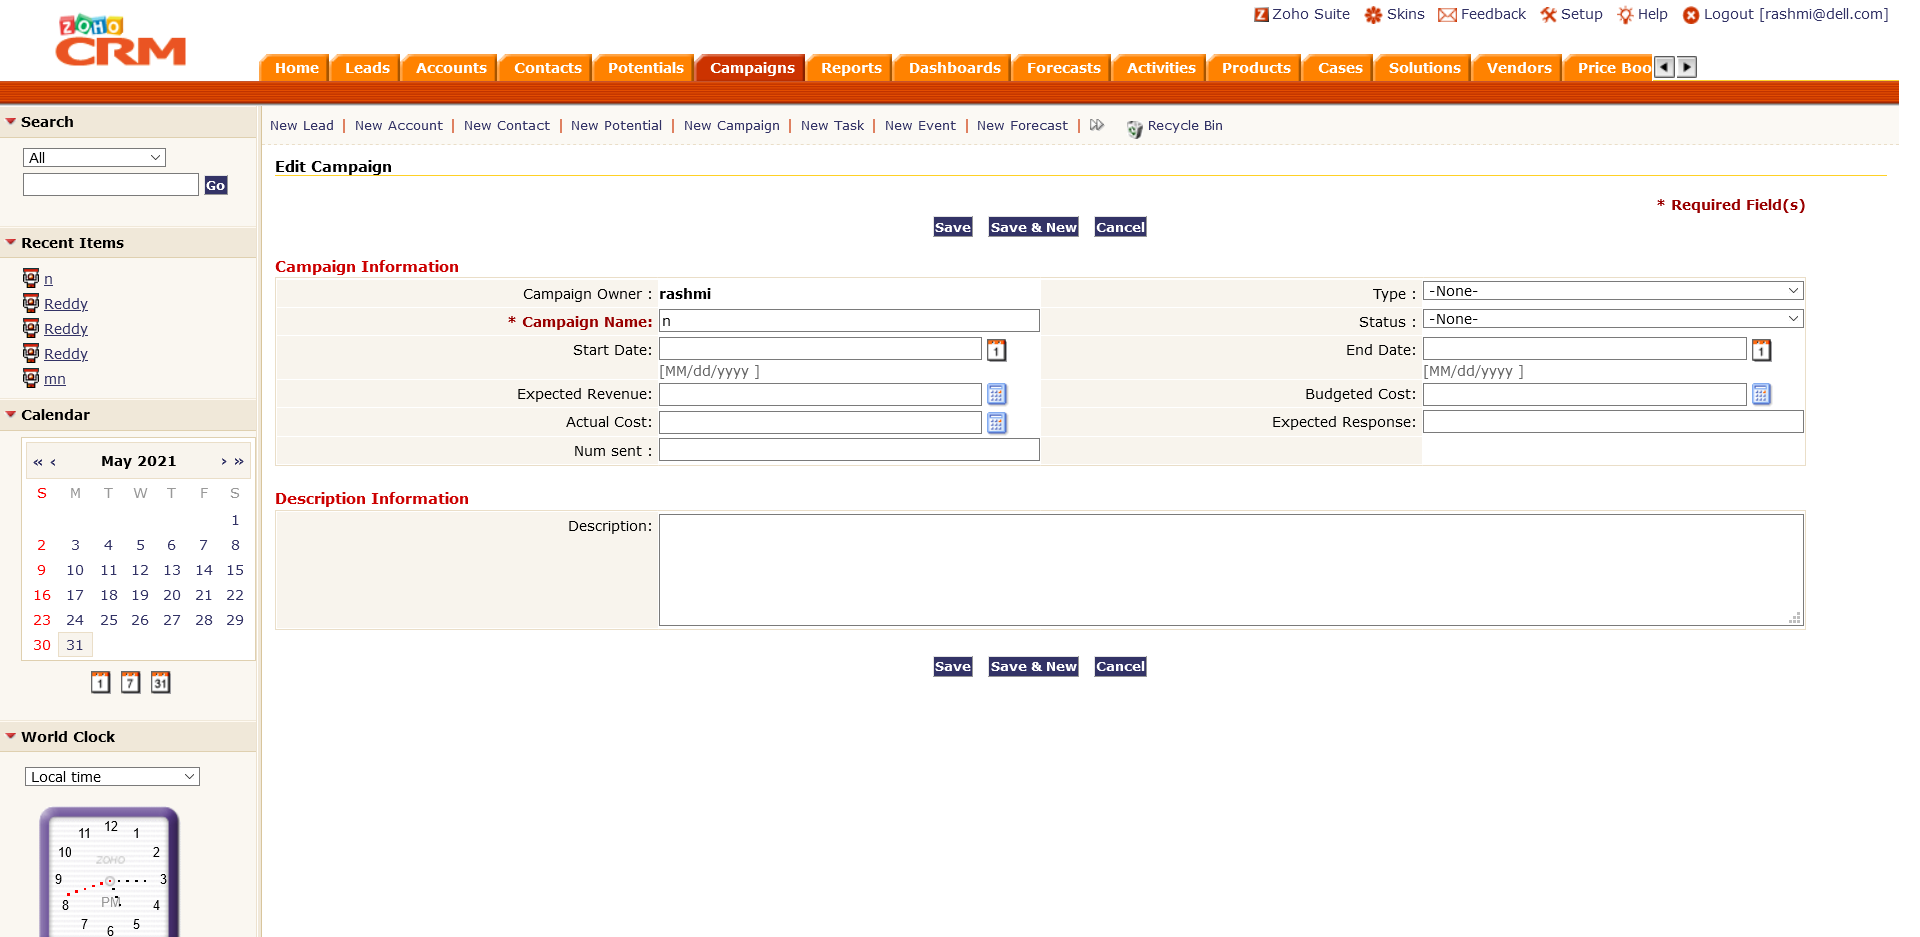 Zoho Suite Skins Feedback Setup Help Logout [rashmi@dell.com]
ZOHO
CRM
Home Leads Accounts Contacts Potentials Campaigns Reports Dashboards Forecasts Activities Products Cases Solutions Vendors Price Boo
Search
All
Go
Recent Items
n
Reddy
Reddy
Reddy
mn
Calendar
« ‹ May 2021 › »
S M T W T F S
1
2 3 4 5 6 7 8
9 10 11 12 13 14 15
16 17 18 19 20 21 22
23 24 25 26 27 28 29
30 31
1 7 31
World Clock
Local time
12
11 1
10 2
ZOHO
9 3
PM
8 4
7 5
6
New Lead | New Account | New Contact | New Potential | New Campaign | New Task | New Event | New Forecast | Recycle Bin
Edit Campaign
* Required Field(s)
Save Save & New Cancel
Campaign Information
Campaign Owner : rashmi Type : -None-
* Campaign Name: n Status : -None-
Start Date: 1 End Date: 1
[MM/dd/yyyy ] [MM/dd/yyyy ]
Expected Revenue: Budgeted Cost:
Actual Cost: Expected Response:
Num sent :
Description Information
Description:
Save Save & New Cancel